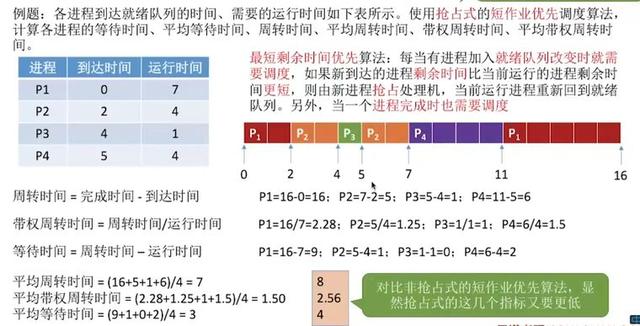 例题：各进程到达就绪队列的时间、需要的运行时间如下表所示。使用抢占式的短作业优先调度算法，
计算各进程的等待时间、平均等待时间、周转时间、平均周转时间、带权周转时间、平均带权周转时
间。
进程 到达时间 运行时间
P1 0 7
P2 2 4
P3 4 1
P4 5 4
最短剩余时间优先算法：每当有进程加入就绪队列改变时就需
要调度，如果新到达的进程剩余时间比当前运行的进程剩余时
间更短，则由新进程抢占处理机，当前运行进程重新回到就绪
队列。另外，当一个进程完成时也需要调度
P₁ P₂ P₃ P₂ P₄ P₁
0 2 4 5 7 11 16
周转时间 = 完成时间 - 到达时间 P1=16-0=16；P2=7-2=5；P3=5-4=1；P4=11-5=6
带权周转时间 = 周转时间/运行时间 P1=16/7=2.28；P2=5/4=1.25；P3=1/1=1；P4=6/4=1.5
等待时间 = 周转时间 – 运行时间 P1=16-7=9；P2=5-4=1；P3=1-1=0；P4=6-4=2
平均周转时间 = (16+5+1+6)/4 = 7
平均带权周转时间 = (2.28+1.25+1+1.5)/4 = 1.50
平均等待时间 = (9+1+0+2)/4 = 3
8
2.56
4
对比非抢占式的短作业优先算法，显
然抢占式的这几个指标又要更低